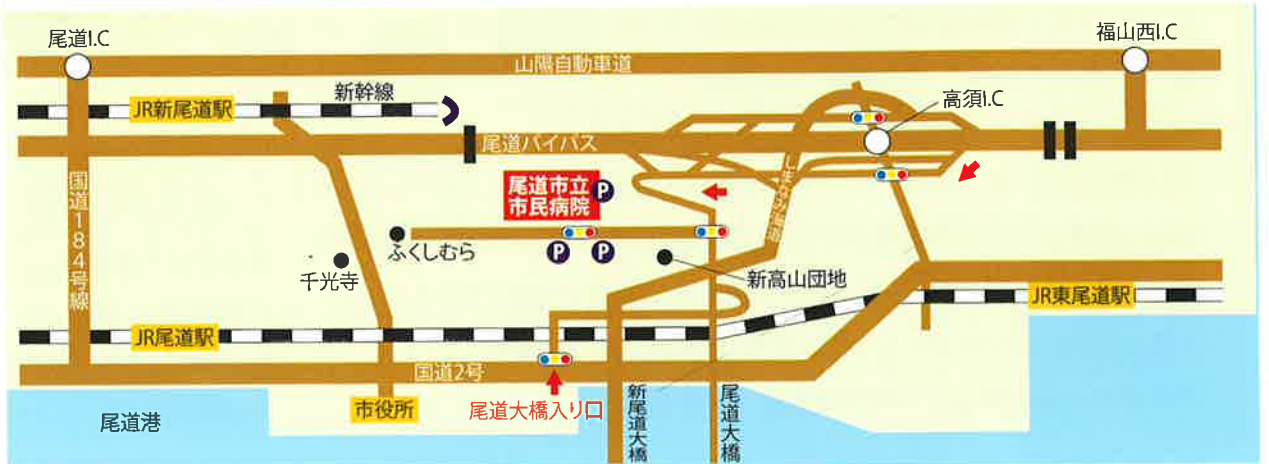 尾道I.C
福山西I.C
山陽自動車道
新幹線
JR新尾道駅
高須I.C
尾道バイパス
しまなみ海道
国道184号線
尾道市立
市民病院
P
P
P
ふくしむら
千光寺
新高山団地
JR東尾道駅
JR尾道駅
国道2号
市役所
尾道大橋入り口
新尾道大橋
尾道大橋
尾道港